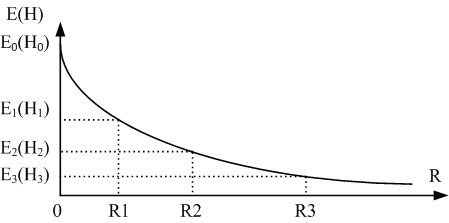 E(H)
E₀(H₀)
E₁(H₁)
E₂(H₂)
E₃(H₃)
R
0 R1 R2 R3